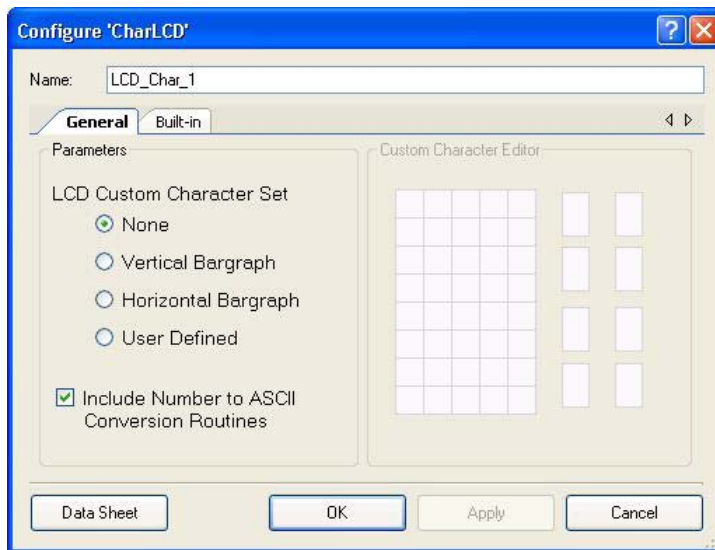 Configure 'CharLCD'
Name: LCD_Char_1
General Built-in
Parameters
Custom Character Editor
LCD Custom Character Set
None
Vertical Bargraph
Horizontal Bargraph
User Defined
Include Number to ASCII
Conversion Routines
Data Sheet OK Apply Cancel